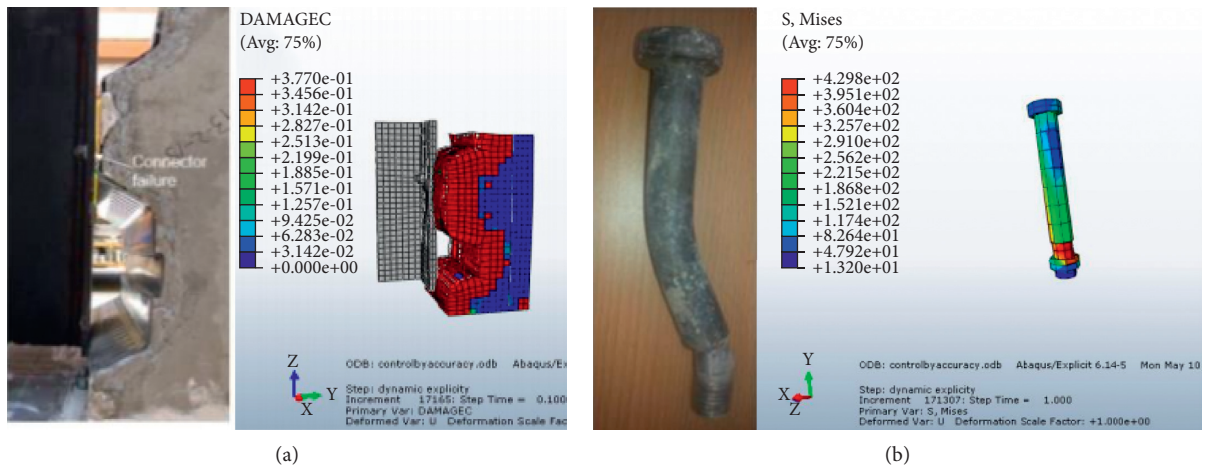 Connector
failure
DAMAGEC
(Avg: 75%)
+3.770e-01
+3.456e-01
+3.142e-01
+2.827e-01
+2.513e-01
+2.199e-01
+1.885e-01
+1.571e-01
+1.257e-01
+9.425e-02
+6.283e-02
+3.142e-02
+0.000e+00
Z
Y
X
ODB: controlbyaccuracy.odb Abaqus/Expl
Step: dynamic explicity
Increment 17165: Step Time = 0.100
Primary Var: DAMAGEC
Deformed Var: U Deformation Scale Fac
(a)
S, Mises
(Avg: 75%)
+4.298e+02
+3.951e+02
+3.604e+02
+3.257e+02
+2.910e+02
+2.562e+02
+2.215e+02
+1.868e+02
+1.521e+02
+1.174e+02
+8.264e+01
+4.792e+01
+1.320e+01
Y
X
Z
ODB: controlbyaccuracy.odb Abaqus/Explicit 6.14-5 Mon May 10
Step: dynamic explicity
Increment 171307: Step Time = 1.000
Primary Var: S, Mises
Deformed Var: U Deformation Scale Factor: +1.000e+00
(b)